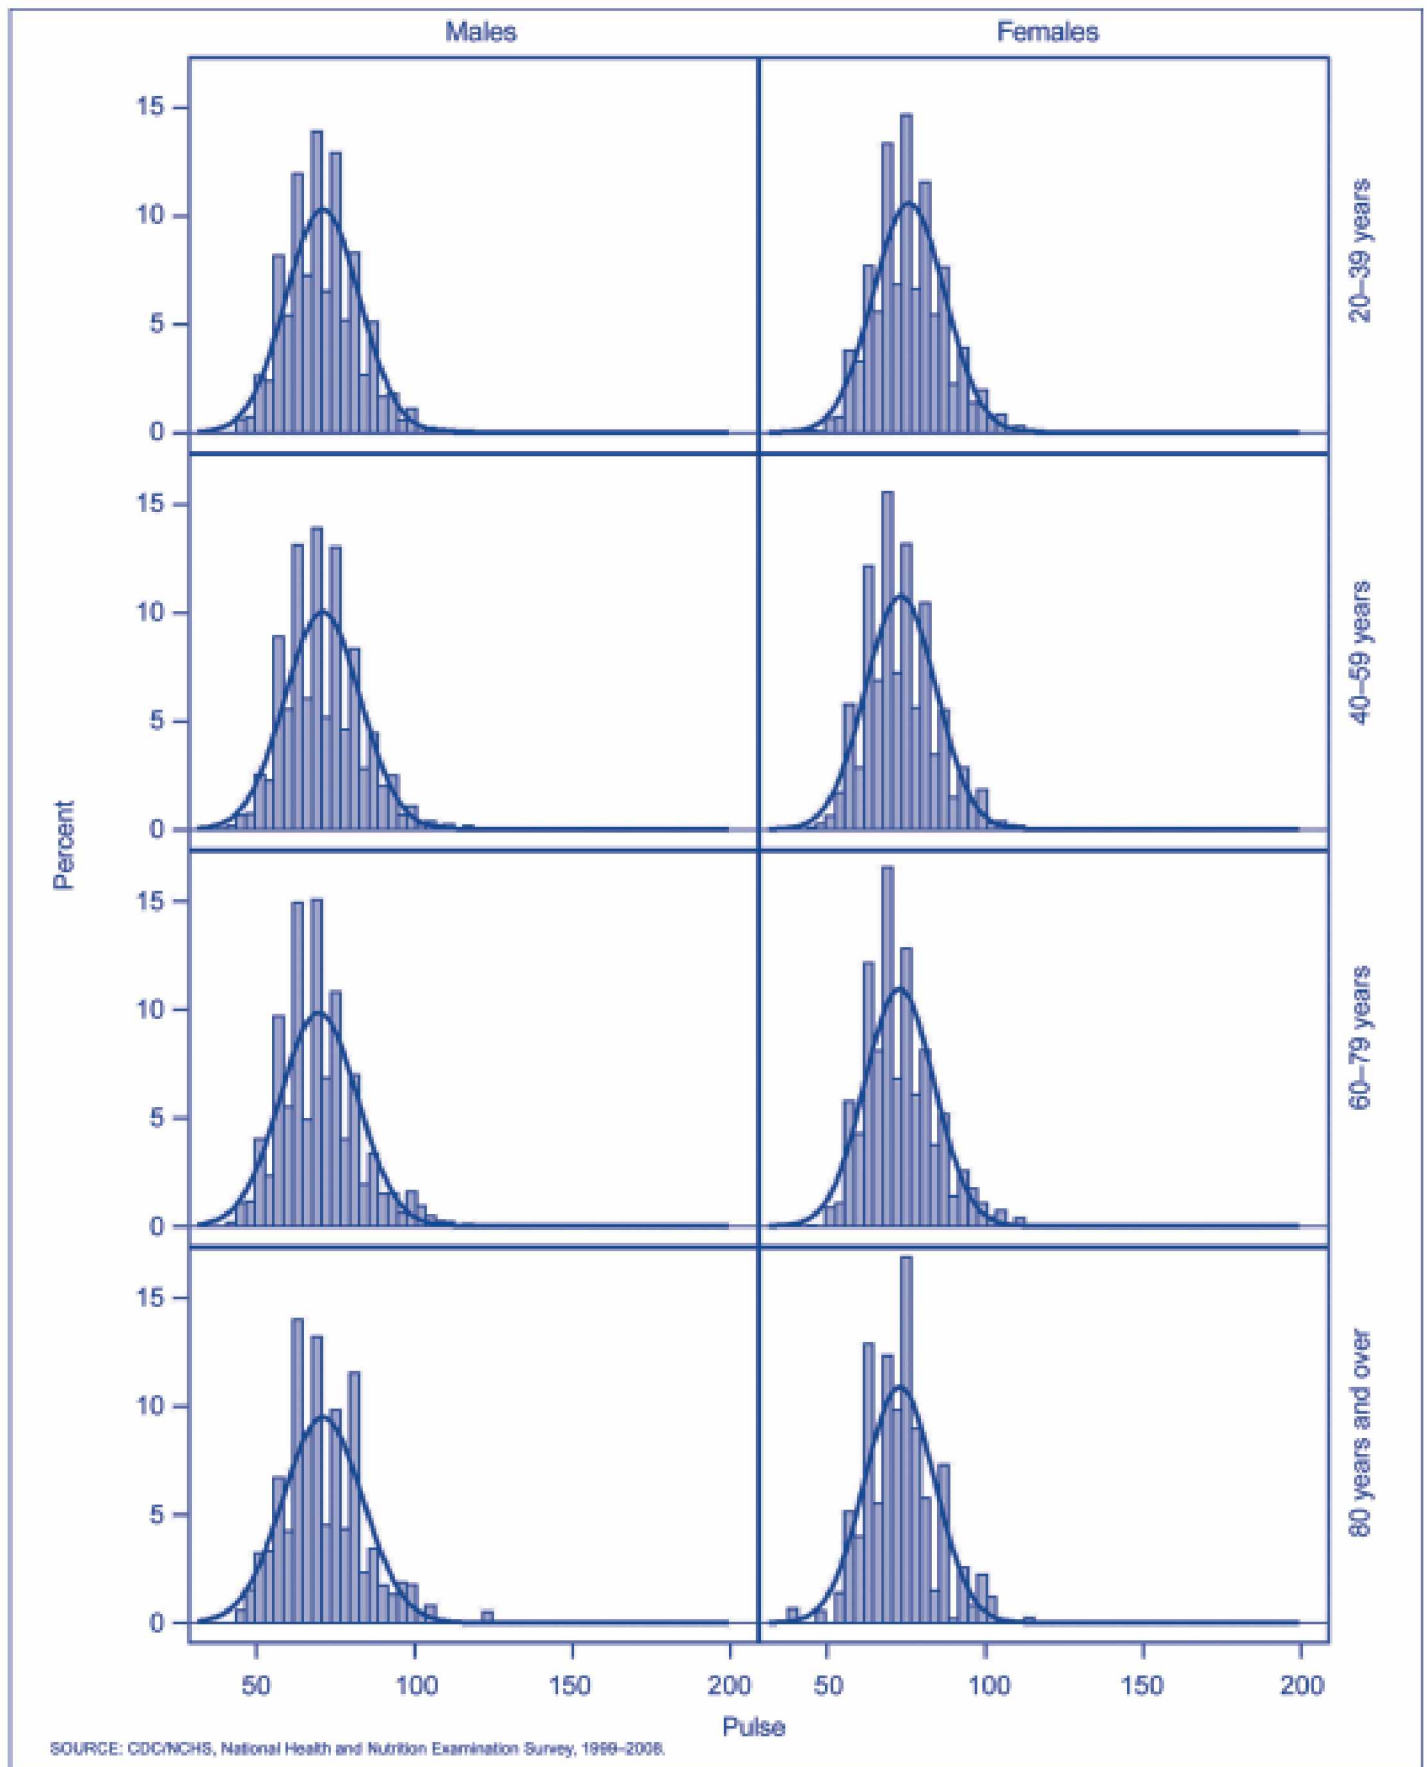 Males Females
15
10
5
0
20–39 years
15
10
5
0
40–59 years
Percent
15
10
5
0
60–79 years
15
10
5
0
80 years and over
50 100 150 200 50 100 150 200
Pulse
SOURCE: CDC/NCHS, National Health and Nutrition Examination Survey, 1999–2008.